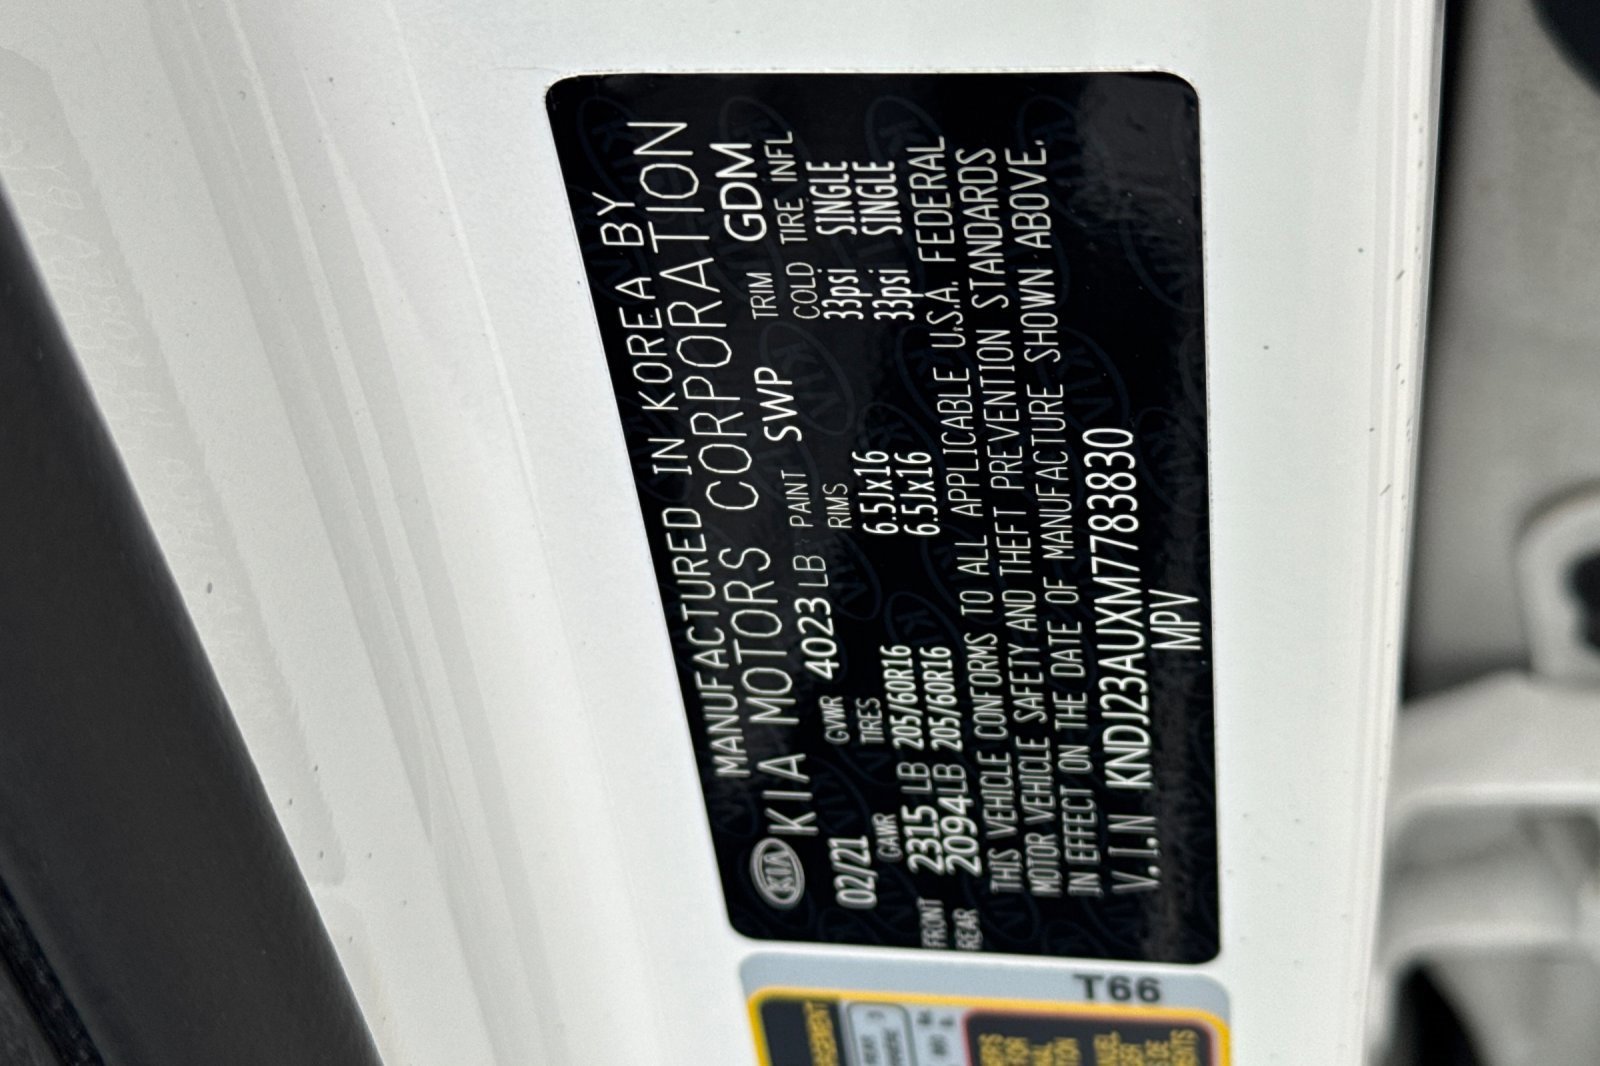 MANUFACTURED IN KOREA BY
KIA KIA MOTORS CORPORATION
02/21 GVWR 4023 LB PAINT SWP TRIM GDM
GAWR TIRES RIMS COLD TIRE INFL
FRONT 2315 LB 205/60R16 6.5Jx16 33psi SINGLE
REAR 2094LB 205/60R16 6.5Jx16 33psi SINGLE
THIS VEHICLE CONFORMS TO ALL APPLICABLE U.S.A. FEDERAL
MOTOR VEHICLE SAFETY AND THEFT PREVENTION STANDARDS
IN EFFECT ON THE DATE OF MANUFACTURE SHOWN ABOVE.
V.I.N KNDJ23AUXM7783830
MPV
T66